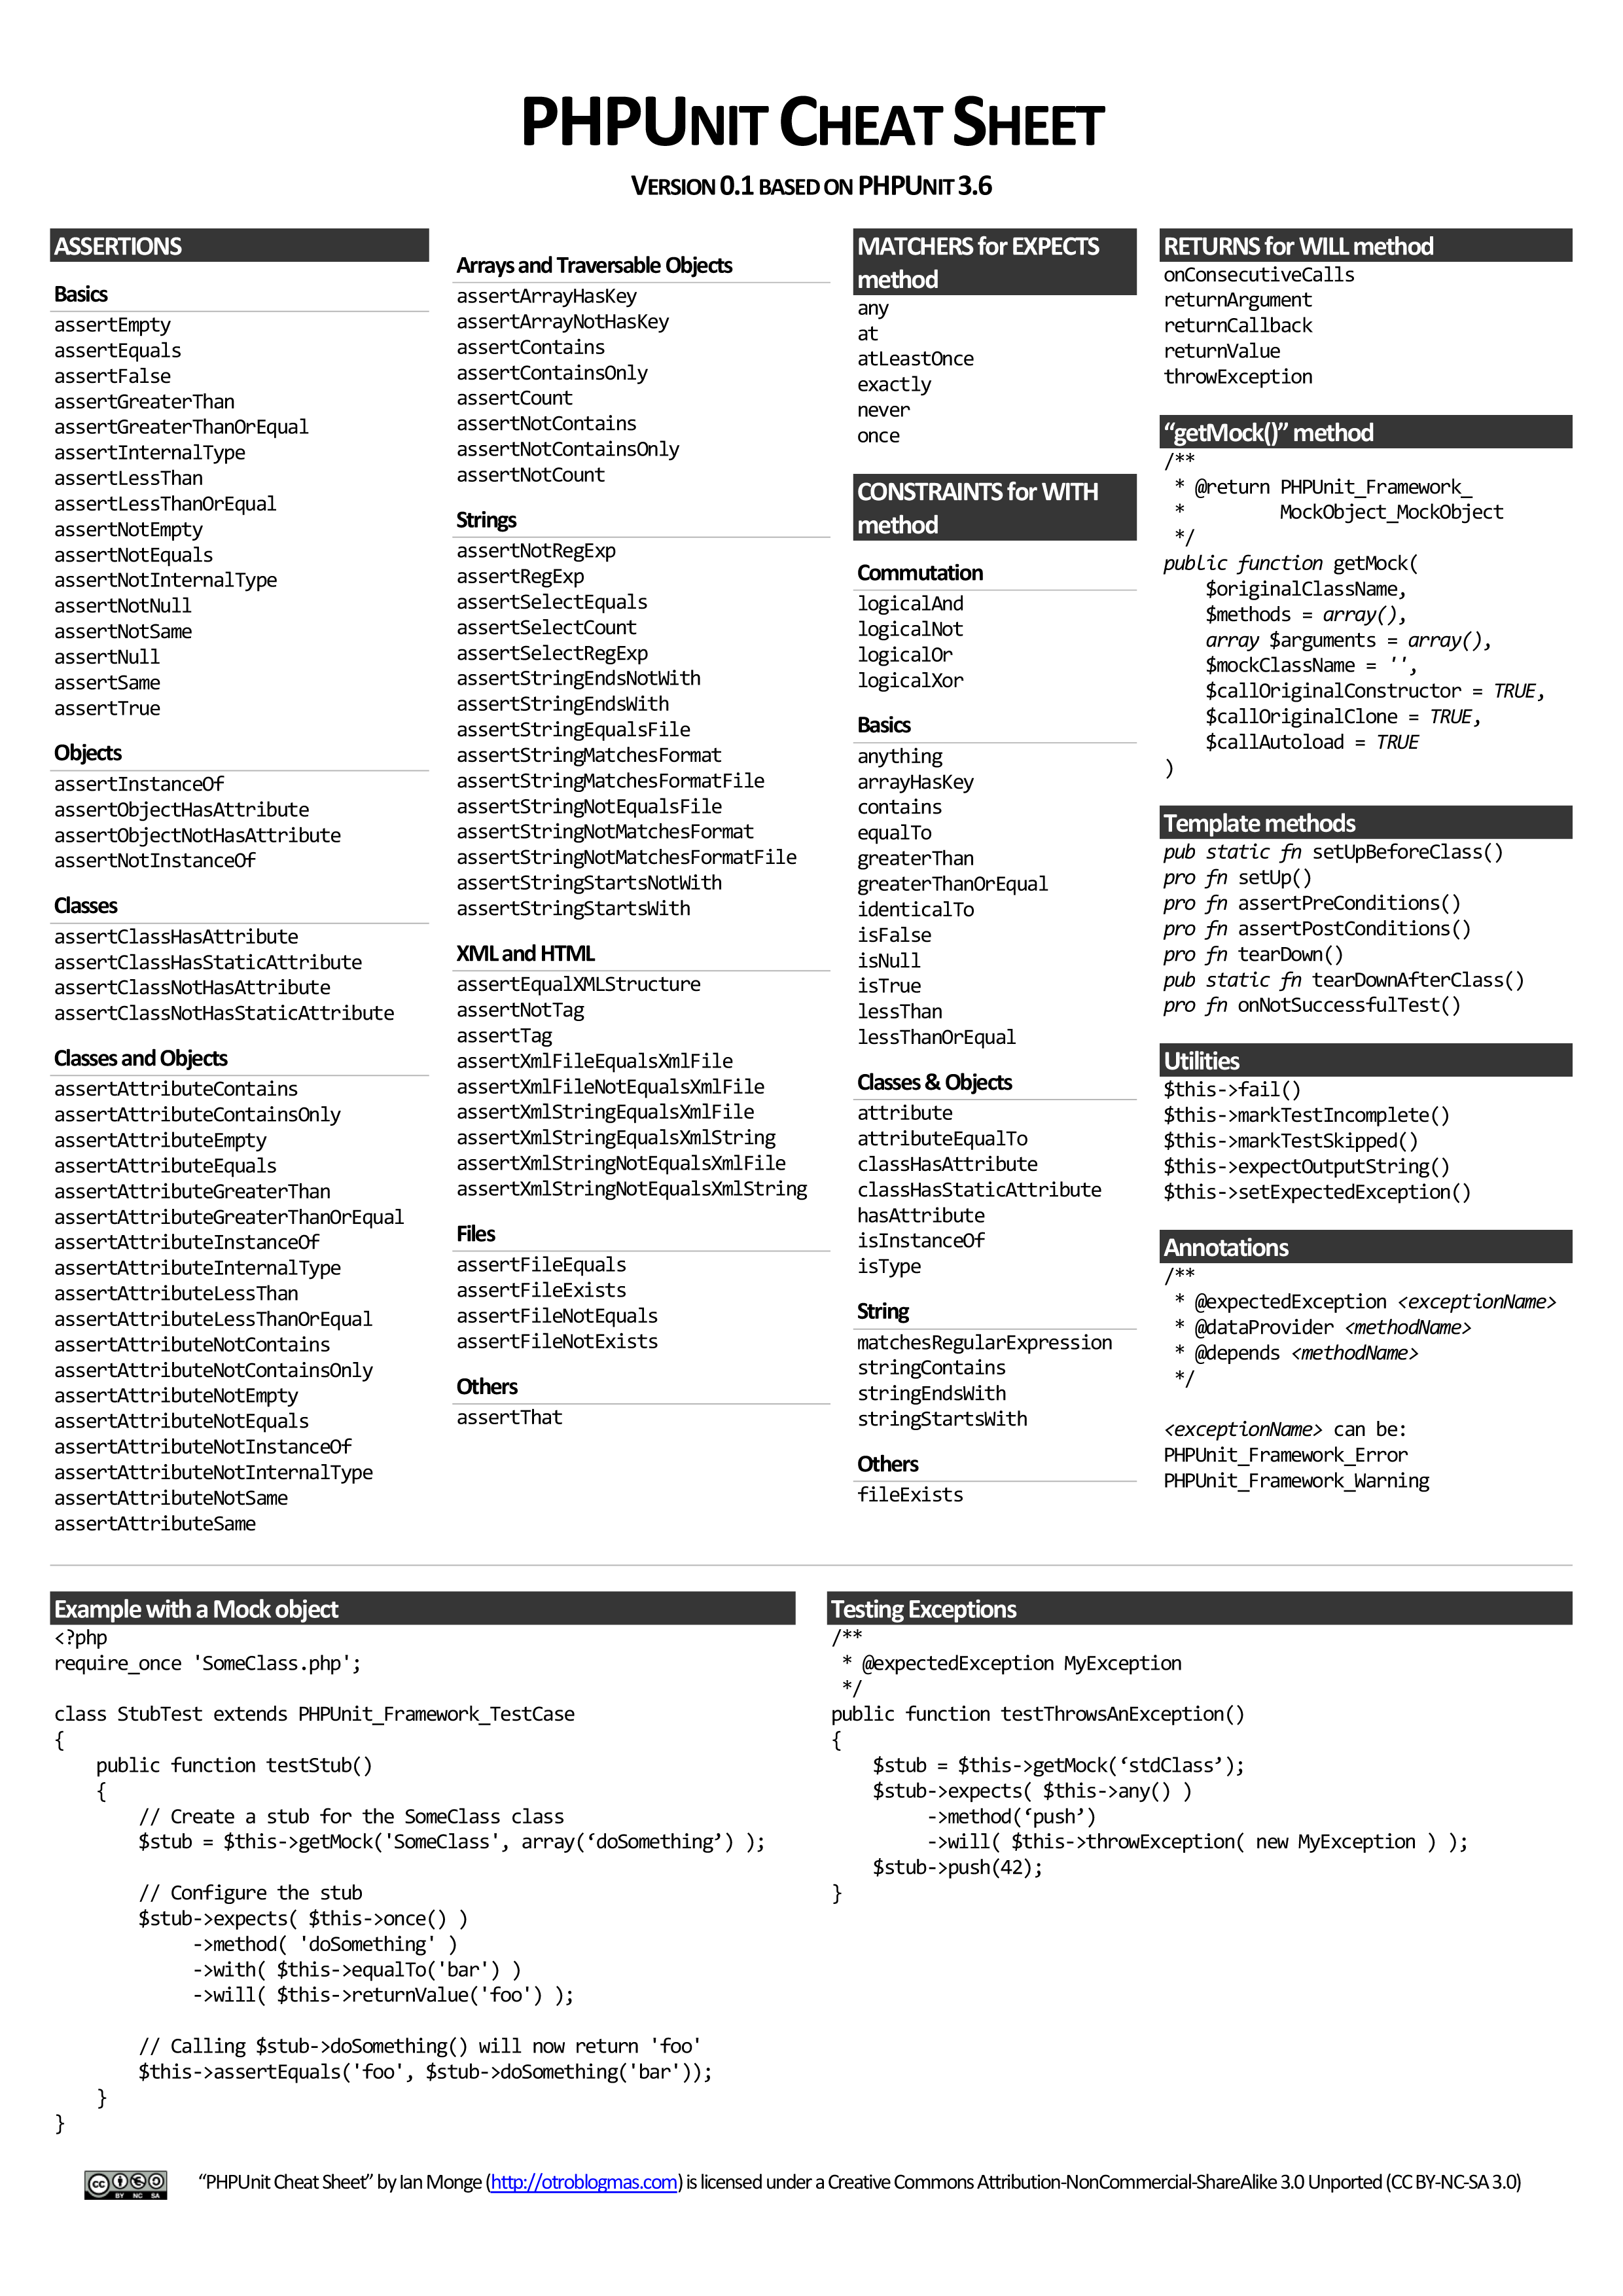 PHPUNIT CHEAT SHEET
VERSION 0.1 BASED ON PHPUNIT 3.6
ASSERTIONS
Basics
assertEmpty
assertEquals
assertFalse
assertGreaterThan
assertGreaterThanOrEqual
assertInternalType
assertLessThan
assertLessThanOrEqual
assertNotEmpty
assertNotEquals
assertNotInternalType
assertNotNull
assertNotSame
assertNull
assertSame
assertTrue
Objects
assertInstanceOf
assertObjectHasAttribute
assertObjectNotHasAttribute
assertNotInstanceOf
Classes
assertClassHasAttribute
assertClassHasStaticAttribute
assertClassNotHasAttribute
assertClassNotHasStaticAttribute
Classes and Objects
assertAttributeContains
assertAttributeContainsOnly
assertAttributeEmpty
assertAttributeEquals
assertAttributeGreaterThan
assertAttributeGreaterThanOrEqual
assertAttributeInstanceOf
assertAttributeInternalType
assertAttributeLessThan
assertAttributeLessThanOrEqual
assertAttributeNotContains
assertAttributeNotContainsOnly
assertAttributeNotEmpty
assertAttributeNotEquals
assertAttributeNotInstanceOf
assertAttributeNotInternalType
assertAttributeNotSame
assertAttributeSame
Arrays and Traversable Objects
assertArrayHasKey
assertArrayNotHasKey
assertContains
assertContainsOnly
assertCount
assertNotContains
assertNotContainsOnly
assertNotCount
Strings
assertNotRegExp
assertRegExp
assertSelectEquals
assertSelectCount
assertSelectRegExp
assertStringEndsNotWith
assertStringEndsWith
assertStringEqualsFile
assertStringMatchesFormat
assertStringMatchesFormatFile
assertStringNotEqualsFile
assertStringNotMatchesFormat
assertStringNotMatchesFormatFile
assertStringStartsNotWith
assertStringStartsWith
XML and HTML
assertEqualXMLStructure
assertNotTag
assertTag
assertXmlFileEqualsXmlFile
assertXmlFileNotEqualsXmlFile
assertXmlStringEqualsXmlFile
assertXmlStringEqualsXmlString
assertXmlStringNotEqualsXmlFile
assertXmlStringNotEqualsXmlString
Files
assertFileEquals
assertFileExists
assertFileNotEquals
assertFileNotExists
Others
assertThat
MATCHERS for EXPECTS
method
any
at
atLeastOnce
exactly
never
once
CONSTRAINTS for WITH
method
Commutation
logicalAnd
logicalNot
logicalOr
logicalXor
Basics
anything
arrayHasKey
contains
equalTo
greaterThan
greaterThanOrEqual
identicalTo
isFalse
isNull
isTrue
lessThan
lessThanOrEqual
Classes & Objects
attribute
attributeEqualTo
classHasAttribute
classHasStaticAttribute
hasAttribute
isInstanceOf
isType
String
matchesRegularExpression
stringContains
stringEndsWith
stringStartsWith
Others
fileExists
RETURNS for WILL method
onConsecutiveCalls
returnArgument
returnCallback
returnValue
throwException
“getMock()” method
/**
 * @return PHPUnit_Framework_
 *         MockObject_MockObject
 */
public function getMock(
    $originalClassName,
    $methods = array(),
    array $arguments = array(),
    $mockClassName = '',
    $callOriginalConstructor = TRUE,
    $callOriginalClone = TRUE,
    $callAutoload = TRUE
)
Template methods
pub static fn setUpBeforeClass()
pro fn setUp()
pro fn assertPreConditions()
pro fn assertPostConditions()
pro fn tearDown()
pub static fn tearDownAfterClass()
pro fn onNotSuccessfulTest()
Utilities
$this->fail()
$this->markTestIncomplete()
$this->markTestSkipped()
$this->expectOutputString()
$this->setExpectedException()
Annotations
/**
 * @expectedException <exceptionName>
 * @dataProvider <methodName>
 * @depends <methodName>
 */
<exceptionName> can be:
PHPUnit_Framework_Error
PHPUnit_Framework_Warning
Example with a Mock object
<?php
require_once 'SomeClass.php';
class StubTest extends PHPUnit_Framework_TestCase
{
    public function testStub()
    {
        // Create a stub for the SomeClass class
        $stub = $this->getMock('SomeClass', array(‘doSomething’) );
        // Configure the stub
        $stub->expects( $this->once() )
             ->method( 'doSomething' )
             ->with( $this->equalTo('bar') )
             ->will( $this->returnValue('foo') );
        // Calling $stub->doSomething() will now return 'foo'
        $this->assertEquals('foo', $stub->doSomething('bar'));
    }
}
Testing Exceptions
/**
 * @expectedException MyException
 */
public function testThrowsAnException()
{
    $stub = $this->getMock(‘stdClass’);
    $stub->expects( $this->any() )
         ->method(‘push’)
         ->will( $this->throwException( new MyException ) );
    $stub->push(42);
}
cc BY NC SA
“PHPUnit Cheat Sheet” by Ian Monge (http://otroblogmas.com) is licensed under a Creative Commons Attribution-NonCommercial-ShareAlike 3.0 Unported (CC BY-NC-SA 3.0)